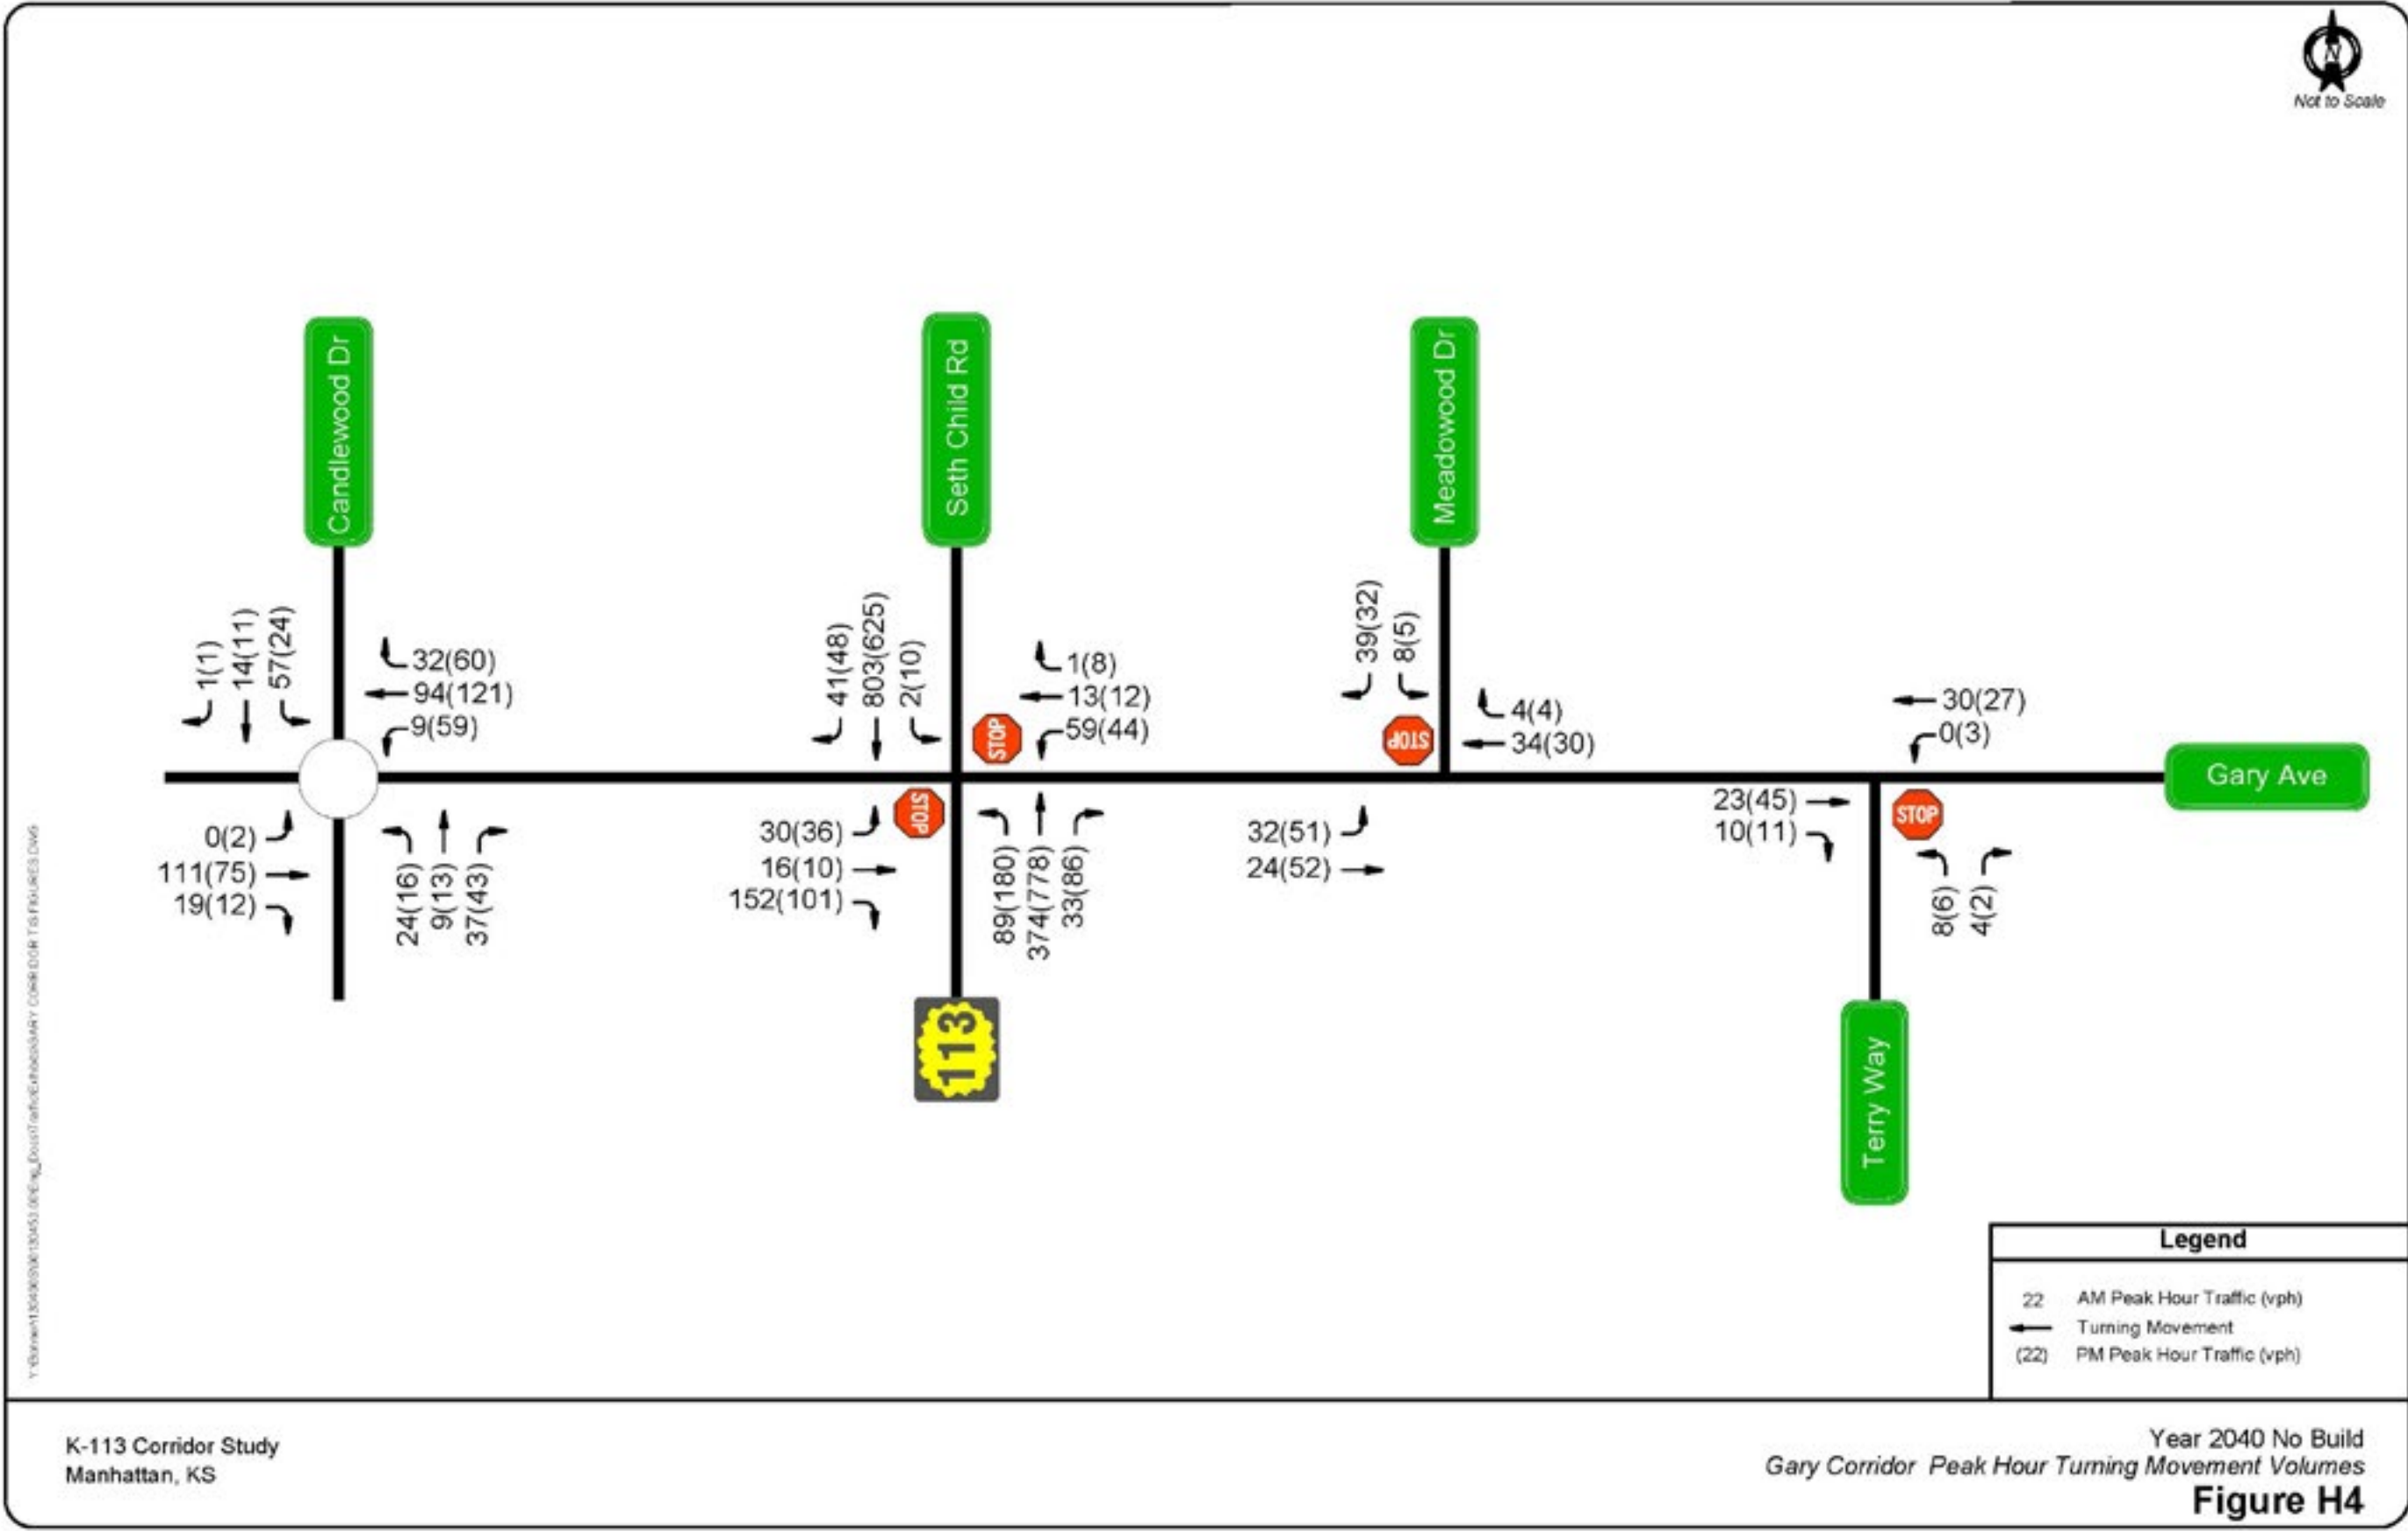 N
Not to Scale
Candlewood Dr
Seth Child Rd
Meadowood Dr
1(1)
14(11)
57(24)
32(60)
94(121)
9(59)
41(48)
803(625)
2(10)
STOP
1(8)
13(12)
59(44)
39(32)
8(5)
STOP
4(4)
34(30)
30(27)
0(3)
Gary Ave
0(2)
111(75)
19(12)
24(16)
9(13)
37(43)
30(36)
16(10)
152(101)
STOP
89(180)
374(778)
33(86)
32(51)
24(52)
23(45)
10(11)
STOP
8(6)
4(2)
113
Terry Way
Legend
22 AM Peak Hour Traffic (vph)
Turning Movement
(22) PM Peak Hour Traffic (vph)
K-113 Corridor Study
Manhattan, KS
Year 2040 No Build
Gary Corridor Peak Hour Turning Movement Volumes
Figure H4